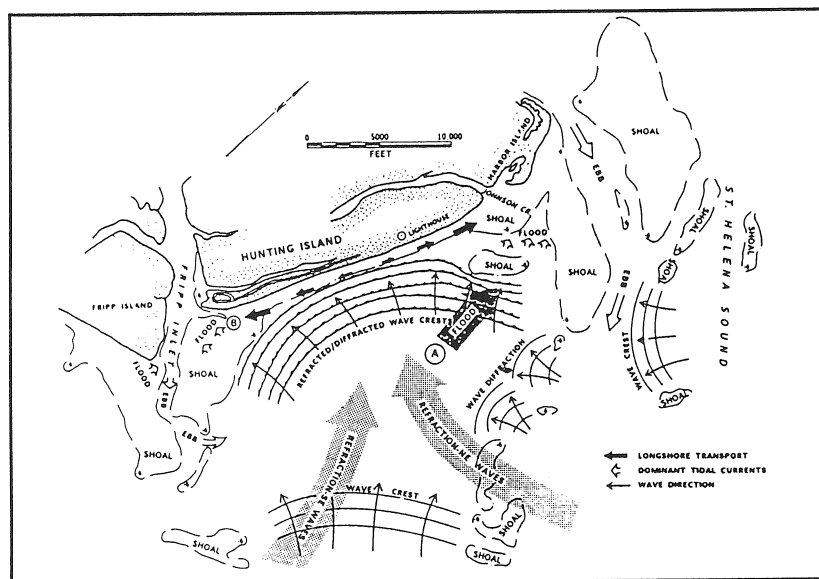 SHOAL
0 5000 10,000
FEET
HARBOR ISLAND
EBB
JOHNSON CR.
SHOAL
LIGHTHOUSE
FLOOD
HUNTING ISLAND
SHOAL
SHOAL
SHOAL
SHOAL
SHOAL
EBB
ST. HELENA SOUND
FRIPP ISLAND
FRIPP INLET
B
FLOOD
FLOOD
SHOAL
EBB
EBB
SHOAL
REFRACTED/DIFFRACTED WAVE CRESTS
FLOOD
A
WAVE DIFFRACTION
WAVE CREST
SHOAL
REFRACTION-SE WAVES
REFRACTION-NE WAVES
WAVE CREST
SHOAL
SHOAL
SHOAL
LONGSHORE TRANSPORT
DOMINANT TIDAL CURRENTS
WAVE DIRECTION